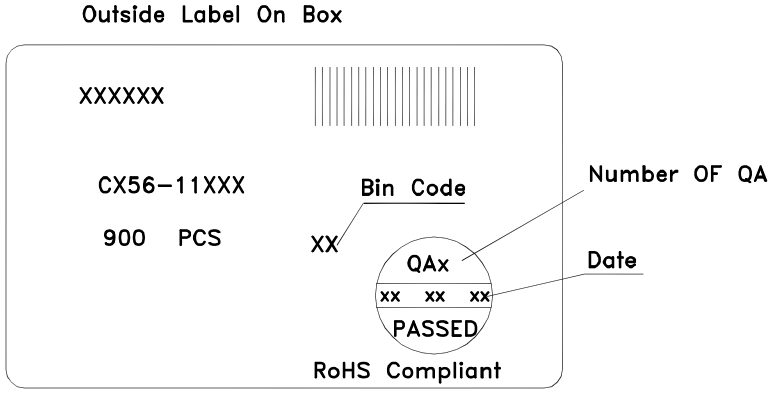 Outside Label On Box
XXXXXX
CX56-11XXX
Bin Code
Number OF QA
900 PCS
XX
QAx
Date
xx xx xx
PASSED
RoHS Compliant